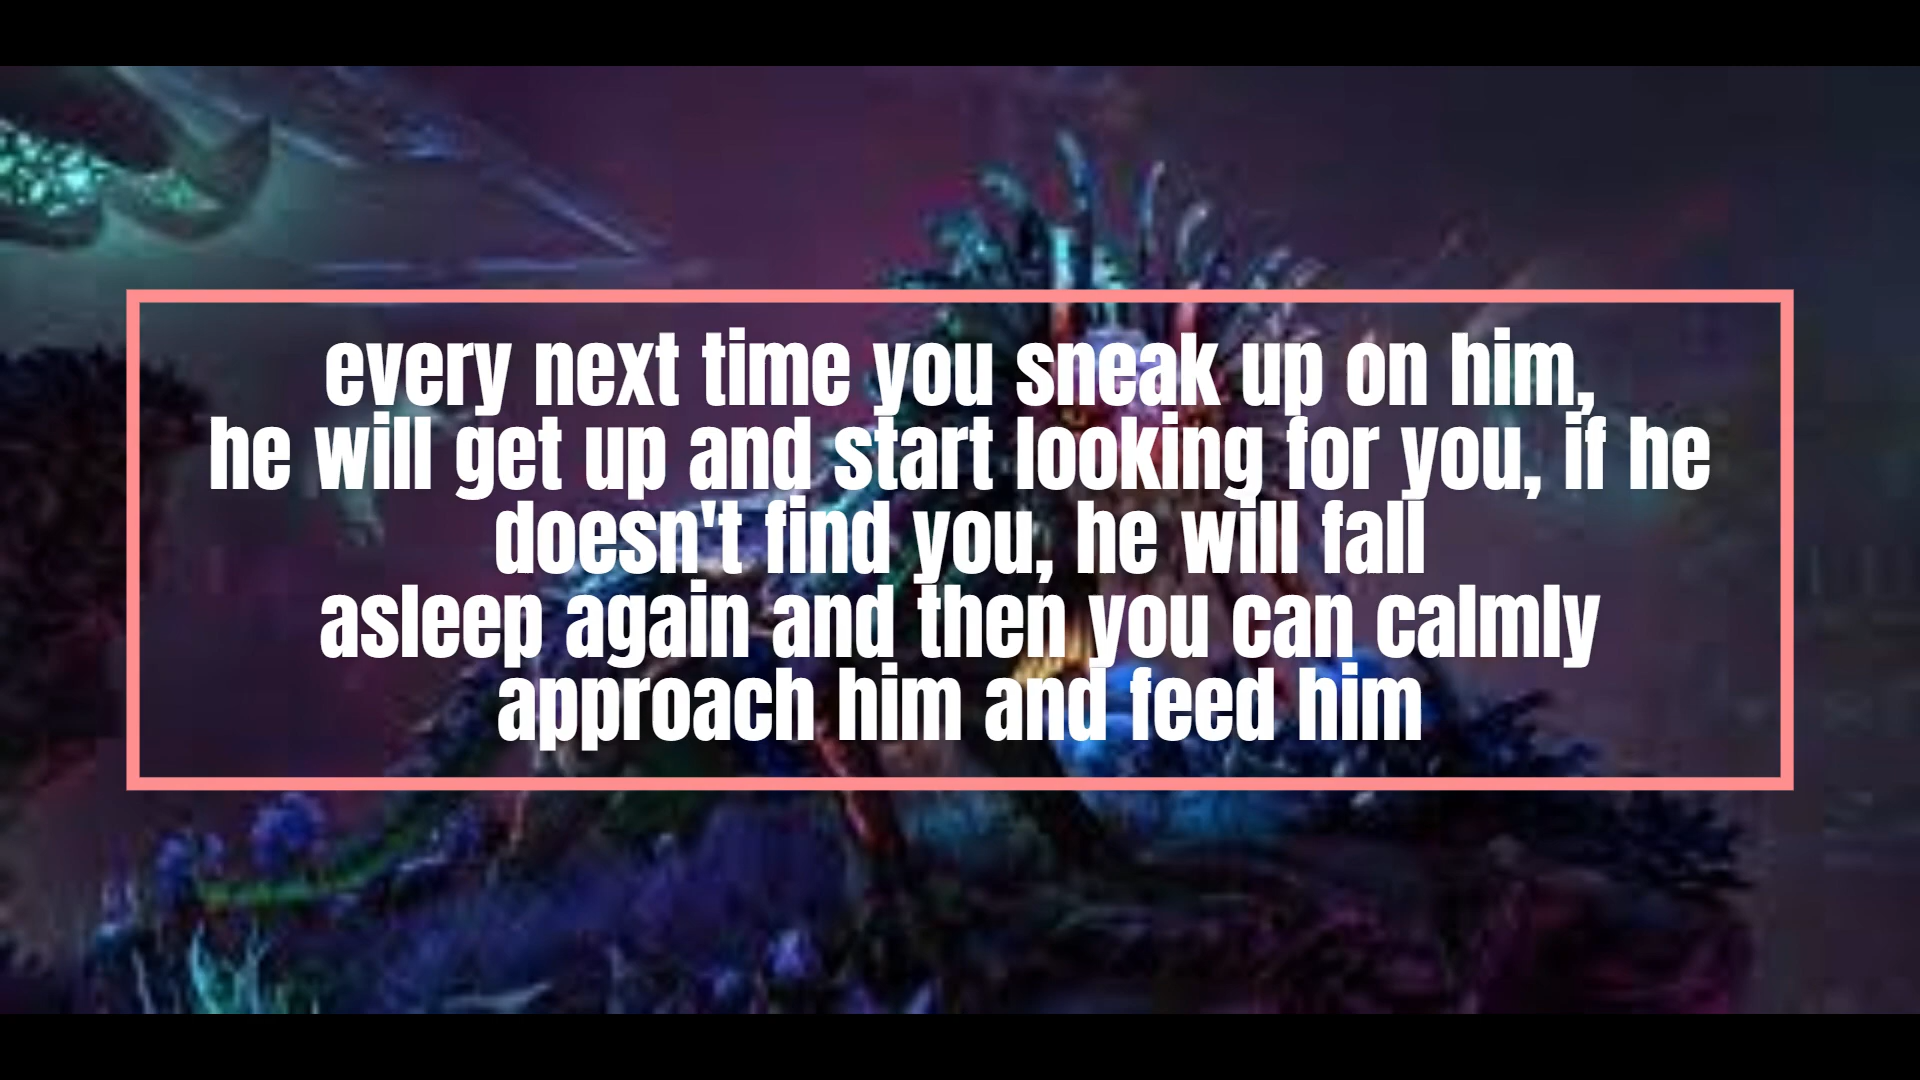 every next time you sneak up on him,
he will get up and start looking for you, if he
doesn't find you, he will fall
asleep again and then you can calmly
approach him and feed him